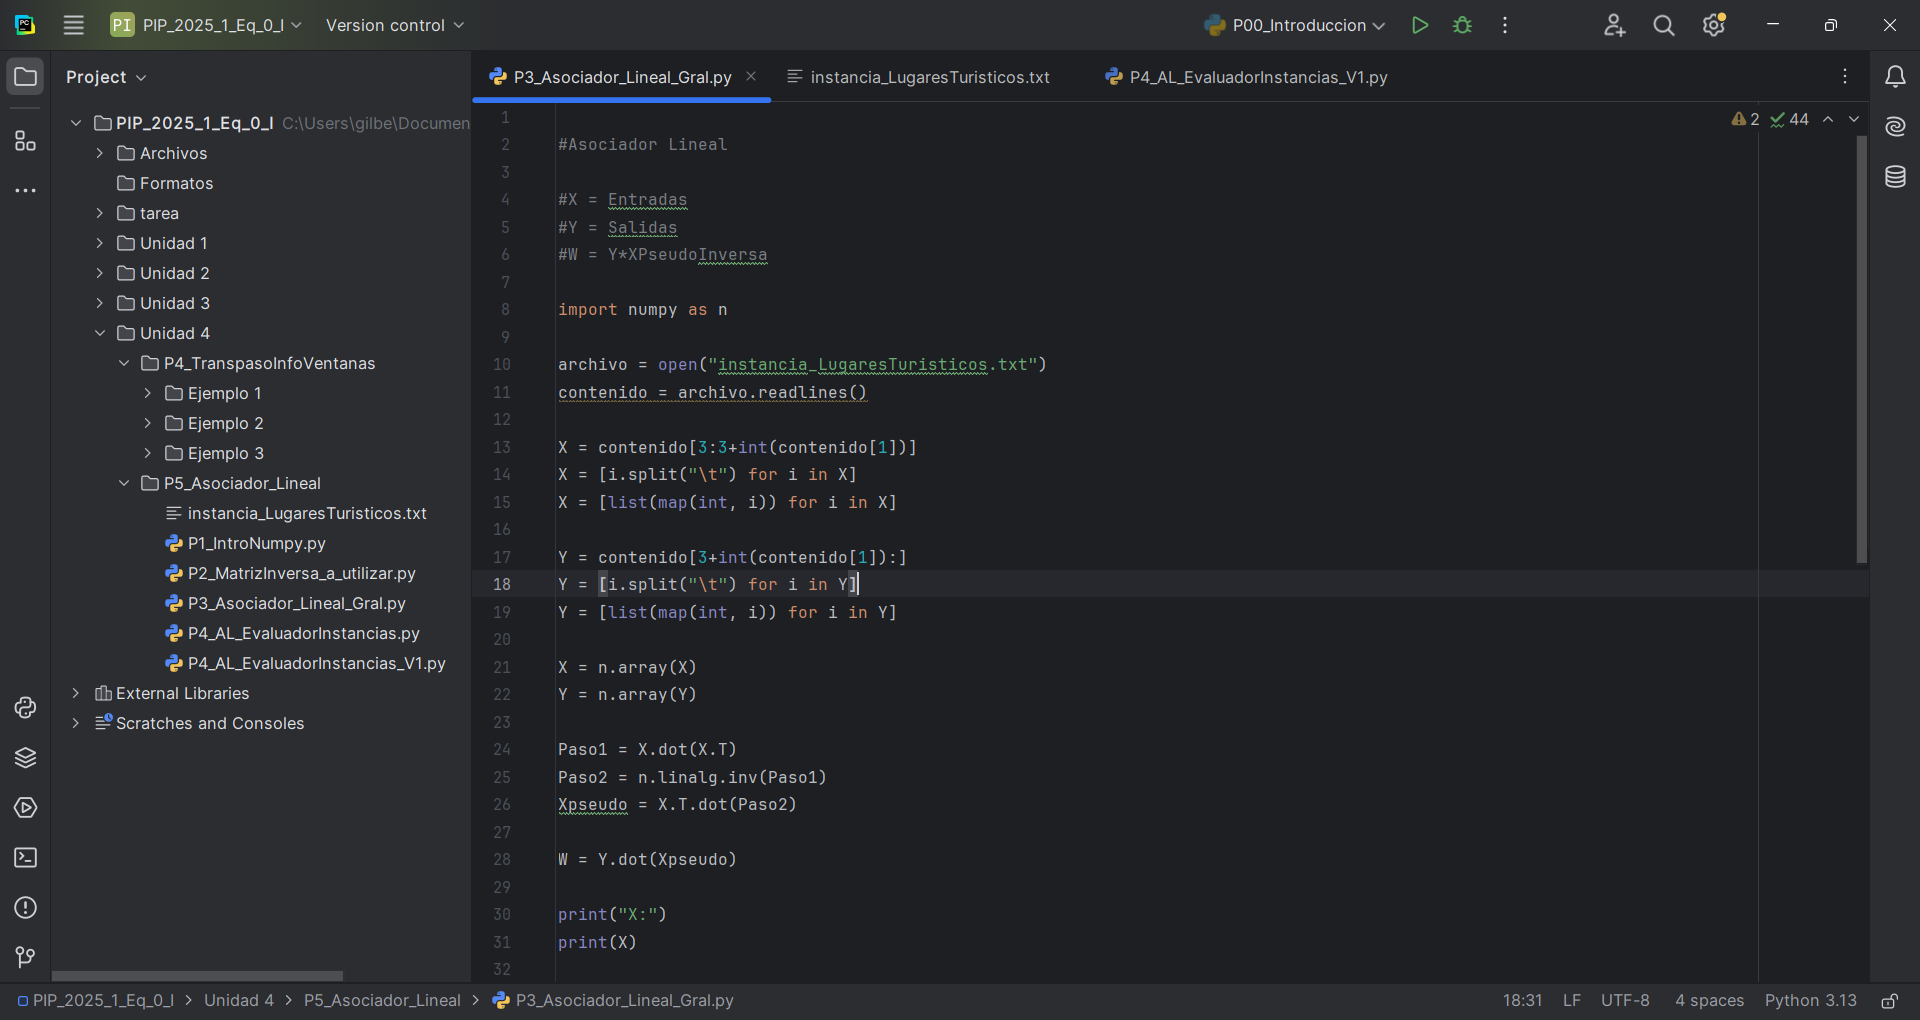 PI PIP_2025_1_Eq_0_I Version control P00_Introduccion
Project
P3_Asociador_Lineal_Gral.py instancia_LugaresTuristicos.txt P4_AL_EvaluadorInstancias_V1.py
PIP_2025_1_Eq_0_I C:\Users\gilbe\Documen
Archivos
Formatos
tarea
Unidad 1
Unidad 2
Unidad 3
Unidad 4
P4_TranspasoInfoVentanas
Ejemplo 1
Ejemplo 2
Ejemplo 3
P5_Asociador_Lineal
instancia_LugaresTuristicos.txt
P1_IntroNumpy.py
P2_MatrizInversa_a_utilizar.py
P3_Asociador_Lineal_Gral.py
P4_AL_EvaluadorInstancias.py
P4_AL_EvaluadorInstancias_V1.py
External Libraries
Scratches and Consoles
2 44
1
2 #Asociador Lineal
3
4 #X = Entradas
5 #Y = Salidas
6 #W = Y*XPseudoInversa
7
8 import numpy as n
9
10 archivo = open("instancia_LugaresTuristicos.txt")
11 contenido = archivo.readlines()
12
13 X = contenido[3:3+int(contenido[1])]
14 X = [i.split("\t") for i in X]
15 X = [list(map(int, i)) for i in X]
16
17 Y = contenido[3+int(contenido[1]):]
18 Y = [i.split("\t") for i in Y]
19 Y = [list(map(int, i)) for i in Y]
20
21 X = n.array(X)
22 Y = n.array(Y)
23
24 Paso1 = X.dot(X.T)
25 Paso2 = n.linalg.inv(Paso1)
26 Xpseudo = X.T.dot(Paso2)
27
28 W = Y.dot(Xpseudo)
29
30 print("X:")
31 print(X)
32
PIP_2025_1_Eq_0_I > Unidad 4 > P5_Asociador_Lineal > P3_Asociador_Lineal_Gral.py 18:31 LF UTF-8 4 spaces Python 3.13